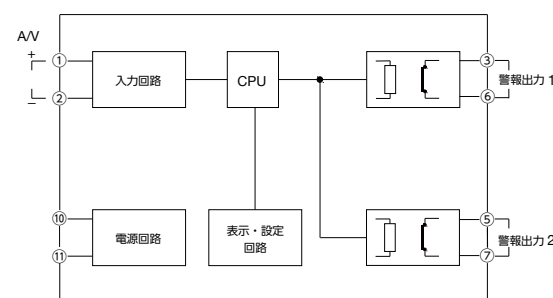 A/V
+
①
②
−
入力回路
CPU
③
⑥
警報出力 1
⑩
⑪
電源回路
表示・設定
回路
⑤
⑦
警報出力 2